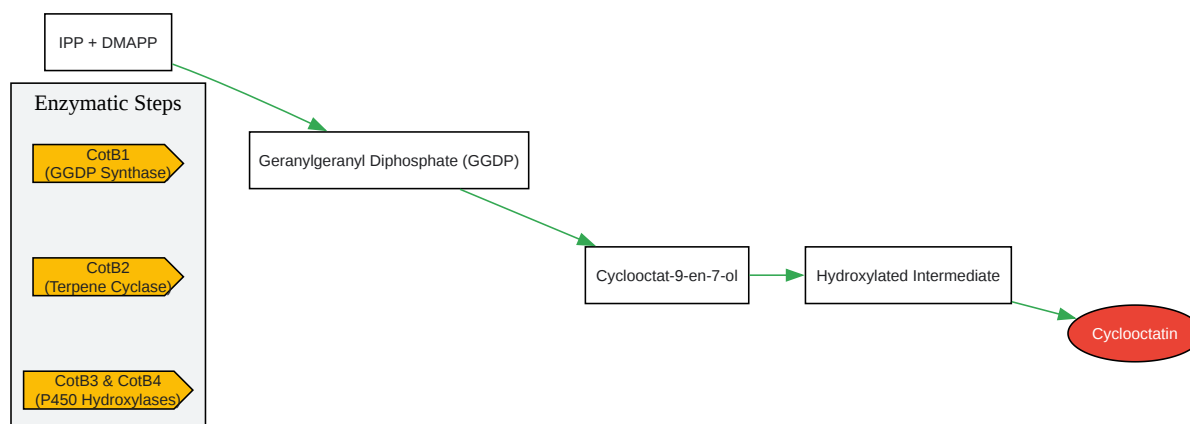 IPP + DMAPP
Enzymatic Steps
CotB1
(GGDP Synthase)
Geranylgeranyl Diphosphate (GGDP)
CotB2
(Terpene Cyclase)
Cyclooctat-9-en-7-ol
Hydroxylated Intermediate
Cyclooctatin
CotB3 & CotB4
(P450 Hydroxylases)